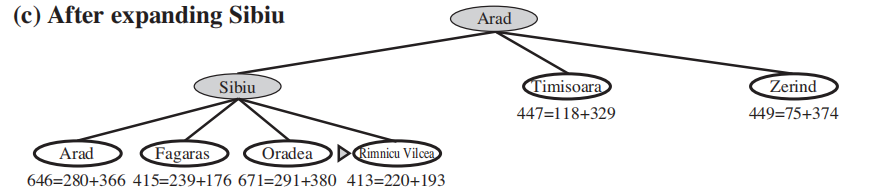 (c) After expanding Sibiu
Arad
Sibiu
Timisoara
Zerind
447=118+329
449=75+374
Arad
Fagaras
Oradea
Rimnicu Vilcea
646=280+366
415=239+176
671=291+380
413=220+193